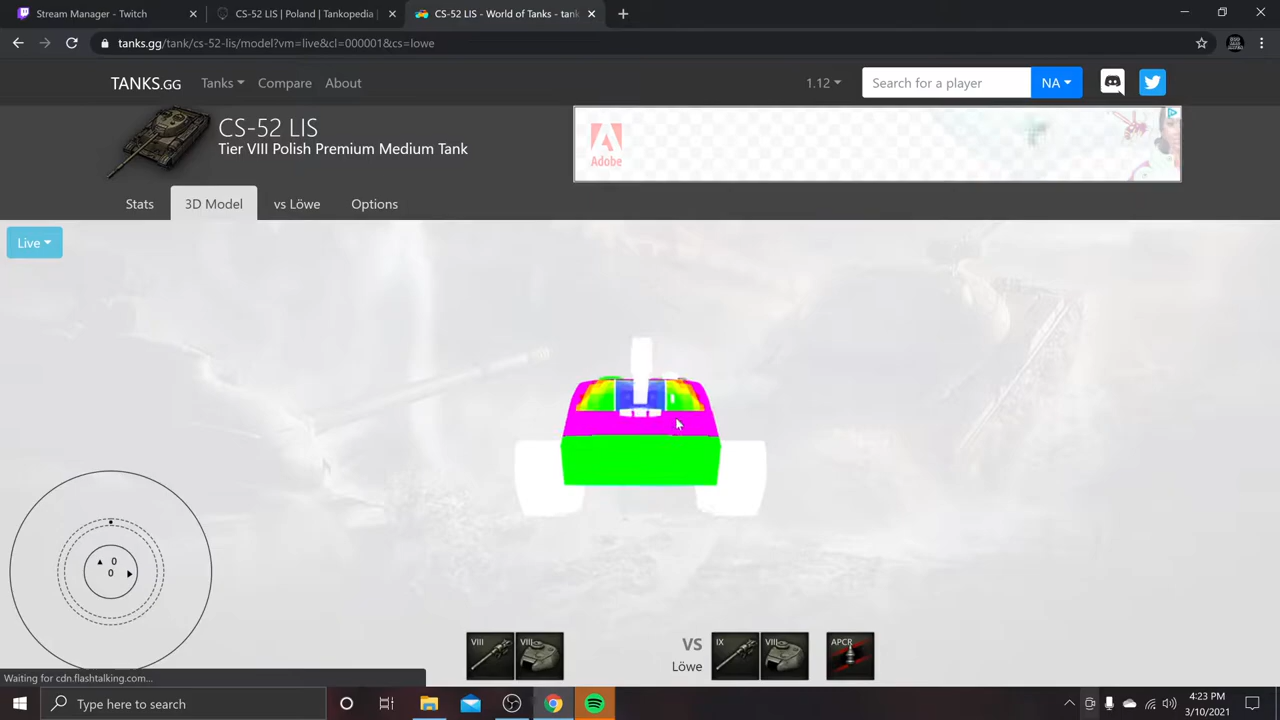 Stream Manager - Twitch
CS-52 LIS | Poland | Tankopedia |
CS-52 LIS - World of Tanks - tank
tanks.gg/tank/cs-52-lis/model?vm=live&cl=000001&cs=lowe
TANKS.GG
Tanks
Compare
About
1.12
Search for a player
NA
CS-52 LIS
Tier VIII Polish Premium Medium Tank
Adobe
Stats
3D Model
vs Löwe
Options
Live
0
0
VIII
VIII
VS
Löwe
IX
VIII
APCR
Waiting for cdn.flashtalking.com...
Type here to search
4:23 PM
3/10/2021